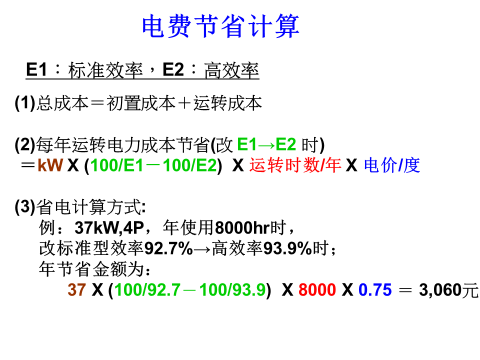 电费节省计算
E1：标准效率，E2：高效率
(1)总成本＝初置成本＋运转成本
(2)每年运转电力成本节省(改 E1→E2 时)
＝kW X (100/E1－100/E2) X 运转时数/年 X 电价/度
(3)省电计算方式:
例：37kW,4P，年使用8000hr时，
改标准型效率92.7%→高效率93.9%时；
年节省金额为：
37 X (100/92.7－100/93.9) X 8000 X 0.75 ＝ 3,060元